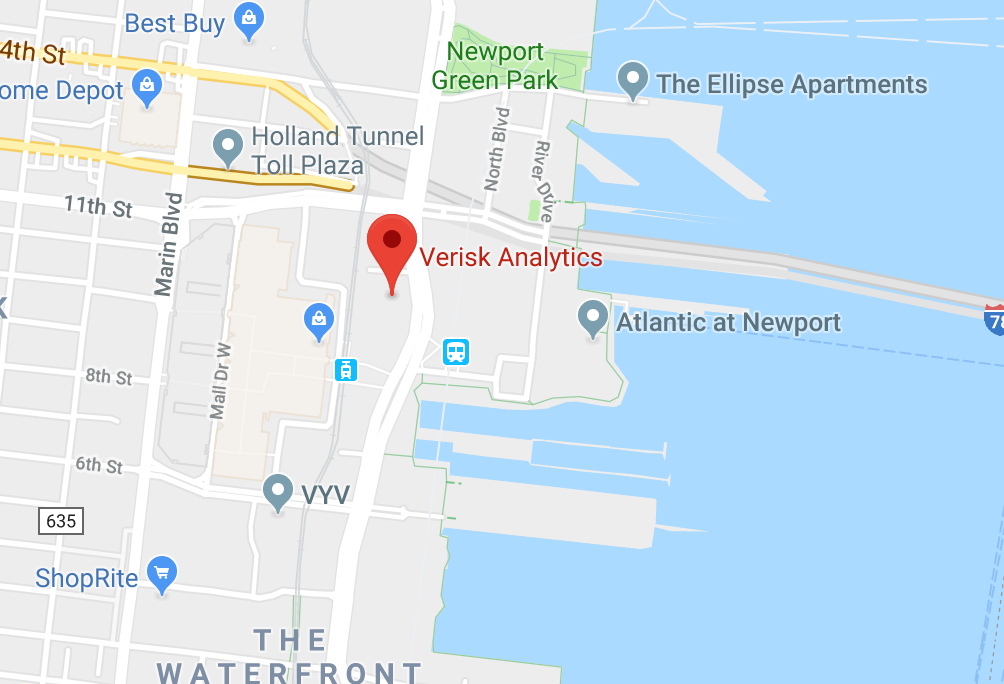 Best Buy
4th St
Newport
Green Park
ome Depot
The Ellipse Apartments
Holland Tunnel
Toll Plaza
North Blvd
River Drive
11th St
Marin Blvd
Verisk Analytics
K
78
Atlantic at Newport
8th St
Mall Dr W
6th St
VYV
635
ShopRite
THE
WATERFRONT